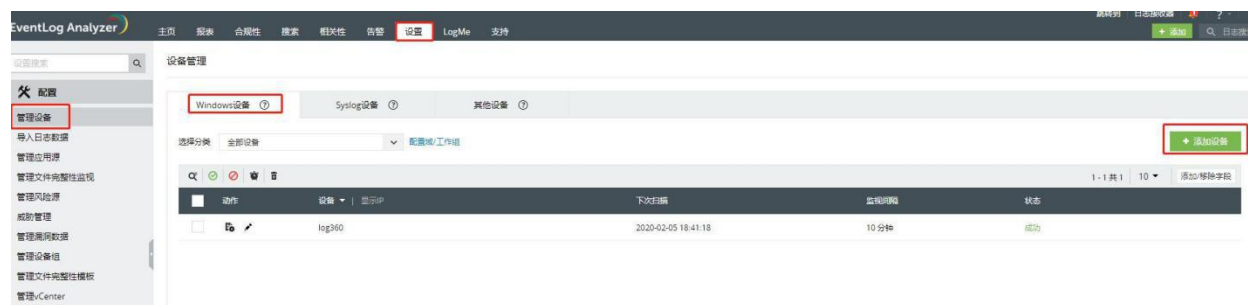 跳转到 日志接收器 ?
EventLog Analyzer
主页 报表 合规性 搜索 相关性 告警 设置 LogMe 支持
+ 添加 日志搜
设置搜索
设备管理
配置
Windows设备 ? Syslog设备 ? 其他设备 ?
管理设备
导入日志数据
选择分类 全部设备 配置域/工作组
+ 添加设备
管理应用源
管理文件完整性监视
1 - 1 共 1 10 添加/移除字段
管理风险源
动作 设备 | 显示IP 下次扫描 监视间隔 状态
威胁管理
log360 2020-02-05 18:41:18 10 分钟 成功
管理漏洞数据
管理设备组
管理文件完整性模板
管理vCenter